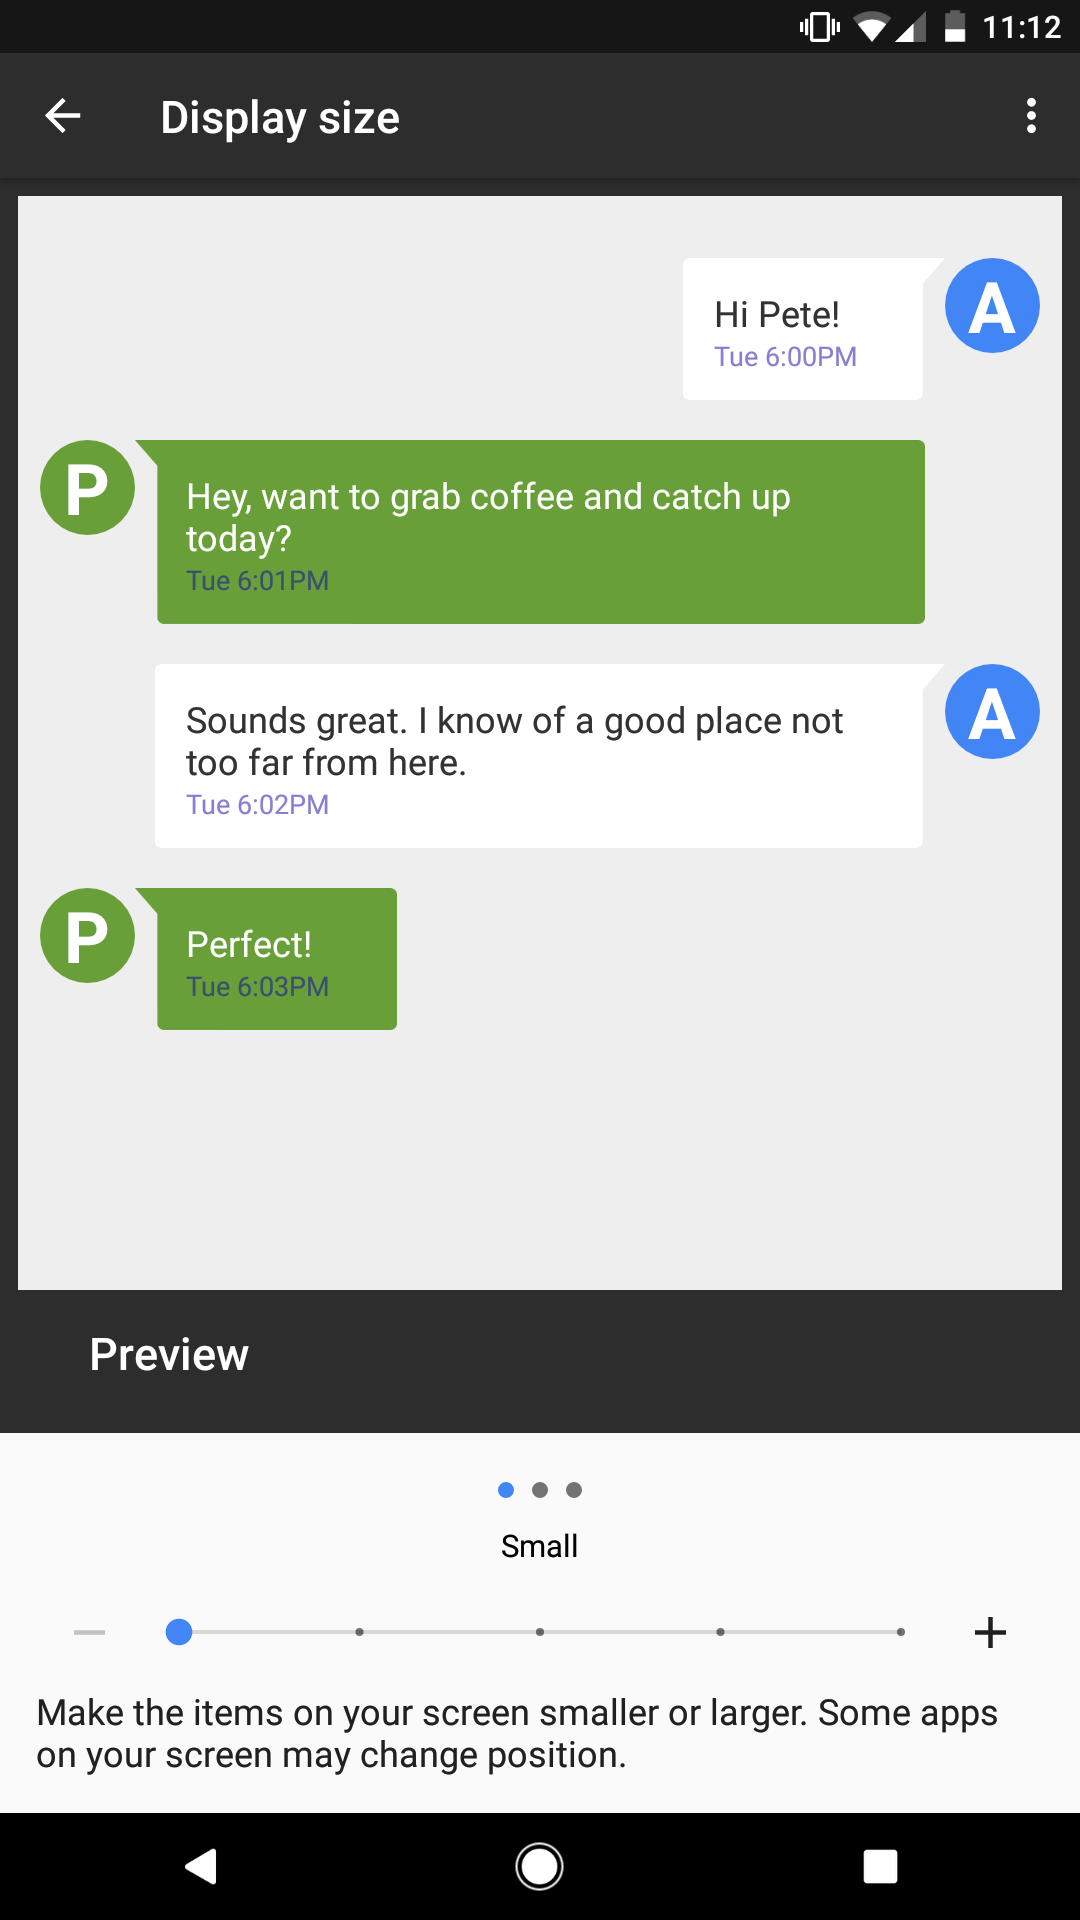 11:12
Display size
Hi Pete!
Tue 6:00PM
A
P
Hey, want to grab coffee and catch up
today?
Tue 6:01PM
Sounds great. I know of a good place not
too far from here.
Tue 6:02PM
A
P
Perfect!
Tue 6:03PM
Preview
Small
Make the items on your screen smaller or larger. Some apps
on your screen may change position.